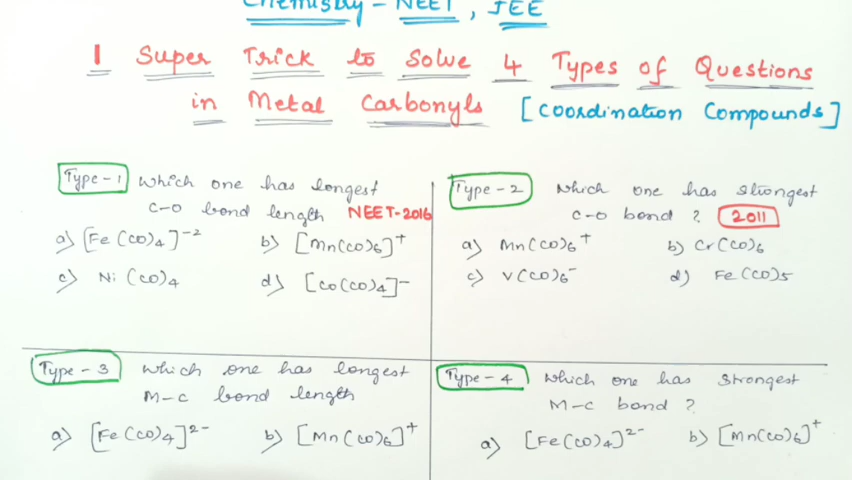 Chemistry - NEET, JEE
1 Super Trick to Solve 4 Types of Questions
in Metal Carbonyls [Coordination Compounds]
Type-1 Which one has longest
C-O bond length NEET-2016
a) [Fe(CO)4]-2 b) [Mn(CO)6]+
c) Ni(CO)4 d) [Co(CO)4]-
Type-2 Which one has strongest
C-O bond? 2011
a) Mn(CO)6+ b) Cr(CO)6
c) V(CO)6- d) Fe(CO)5
Type-3 Which one has longest
M-C bond length
a) [Fe(CO)4]2- b) [Mn(CO)6]+
Type-4 Which one has strongest
M-C bond?
a) [Fe(CO)4]2- b) [Mn(CO)6]+